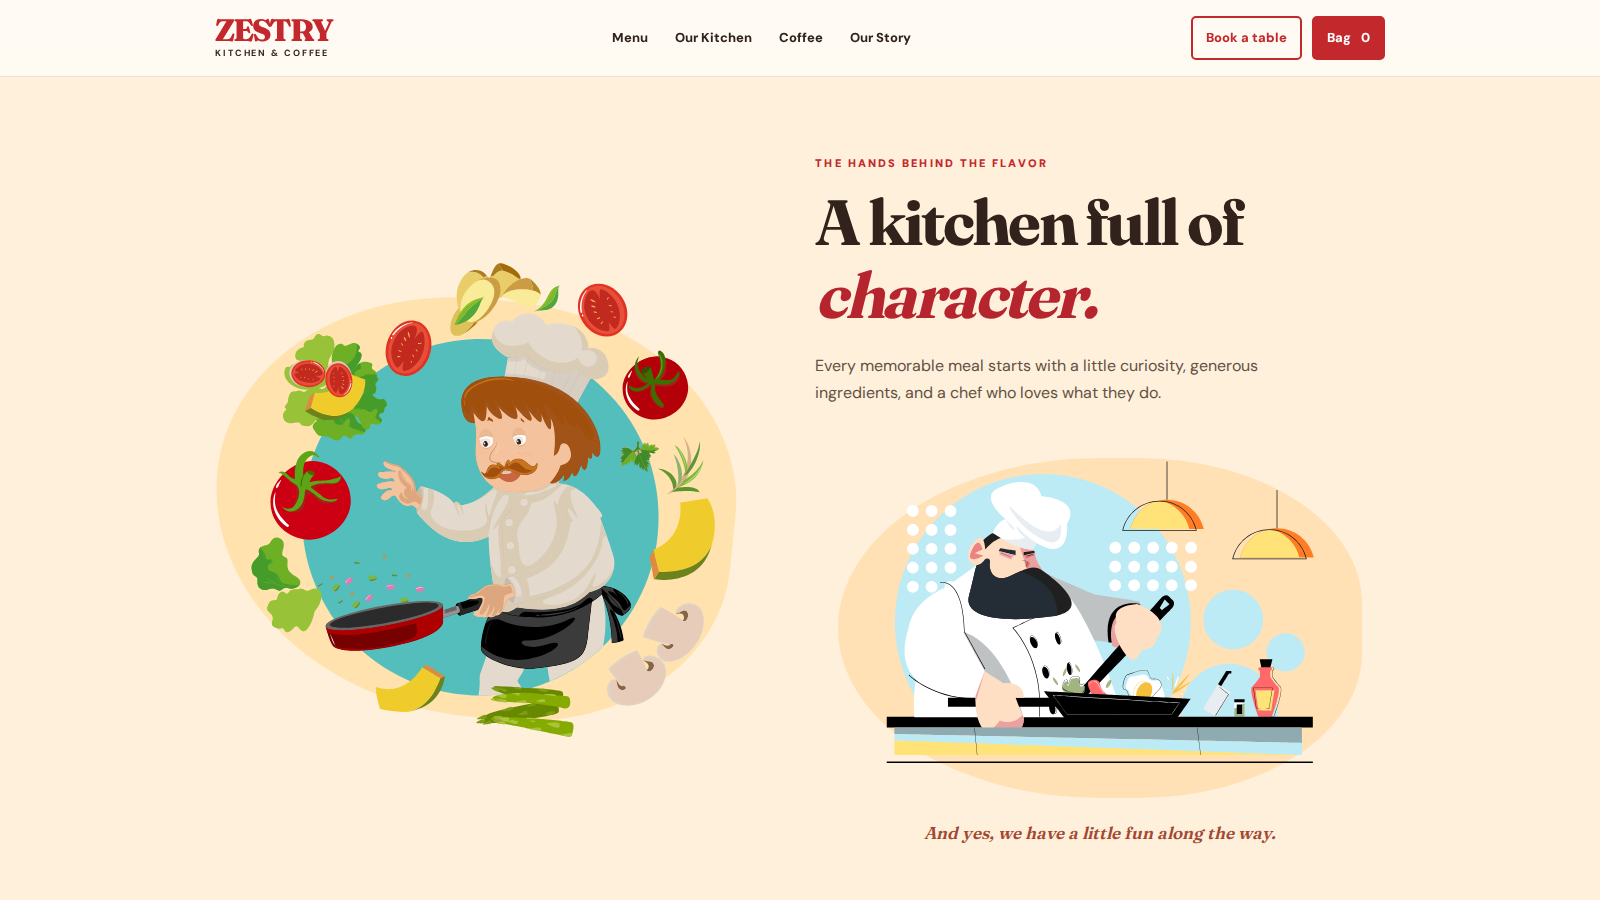 ZESTRY
KITCHEN & COFFEE
Menu
Our Kitchen
Coffee
Our Story
Book a table
Bag 0
THE HANDS BEHIND THE FLAVOR
A kitchen full of
character.
Every memorable meal starts with a little curiosity, generous
ingredients, and a chef who loves what they do.
And yes, we have a little fun along the way.